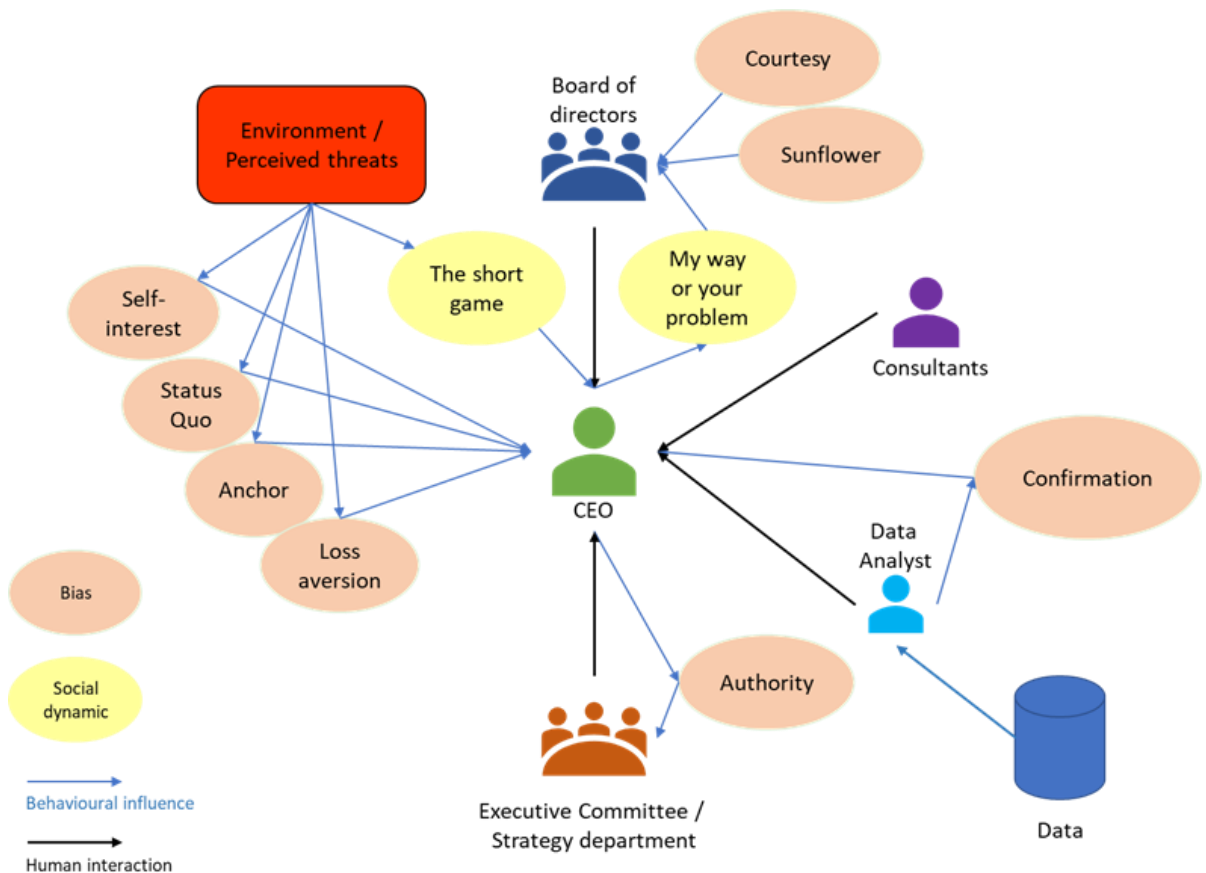 Courtesy
Board of
directors
Environment /
Perceived threats
Sunflower
The short
game
My way
or your
problem
Self-
interest
Consultants
Status
Quo
Anchor
Confirmation
CEO
Data
Analyst
Loss
aversion
Bias
Authority
Social
dynamic
Behavioural influence
Executive Committee /
Strategy department
Data
Human interaction